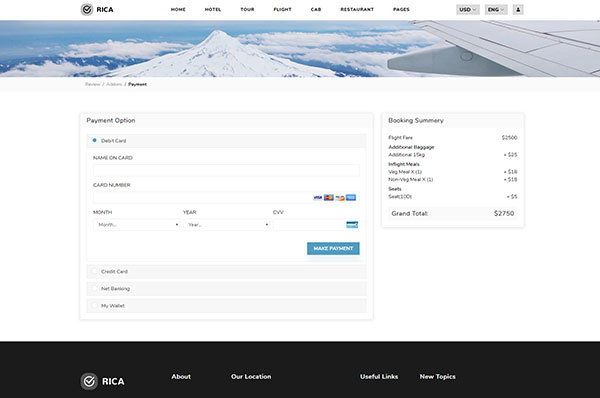 RICA HOME HOTEL TOUR FLIGHT CAB RESTAURANT PAGES USD ENG
Review / Addons / Payment
Payment Option
Debit Card
NAME ON CARD
CARD NUMBER
VISA
MONTH YEAR CVV
Month... Year...
MAKE PAYMENT
Credit Card
Net Banking
My Wallet
Booking Summery
Flight Fare $2500
Additional Baggage
Additional 15kg + $25
Inflight Meals
Veg Meal X (1) + $18
Non-Veg Meal X (1) + $18
Seats
Seat(10D) + $5
Grand Total: $2750
RICA About Our Location Useful Links New Topics